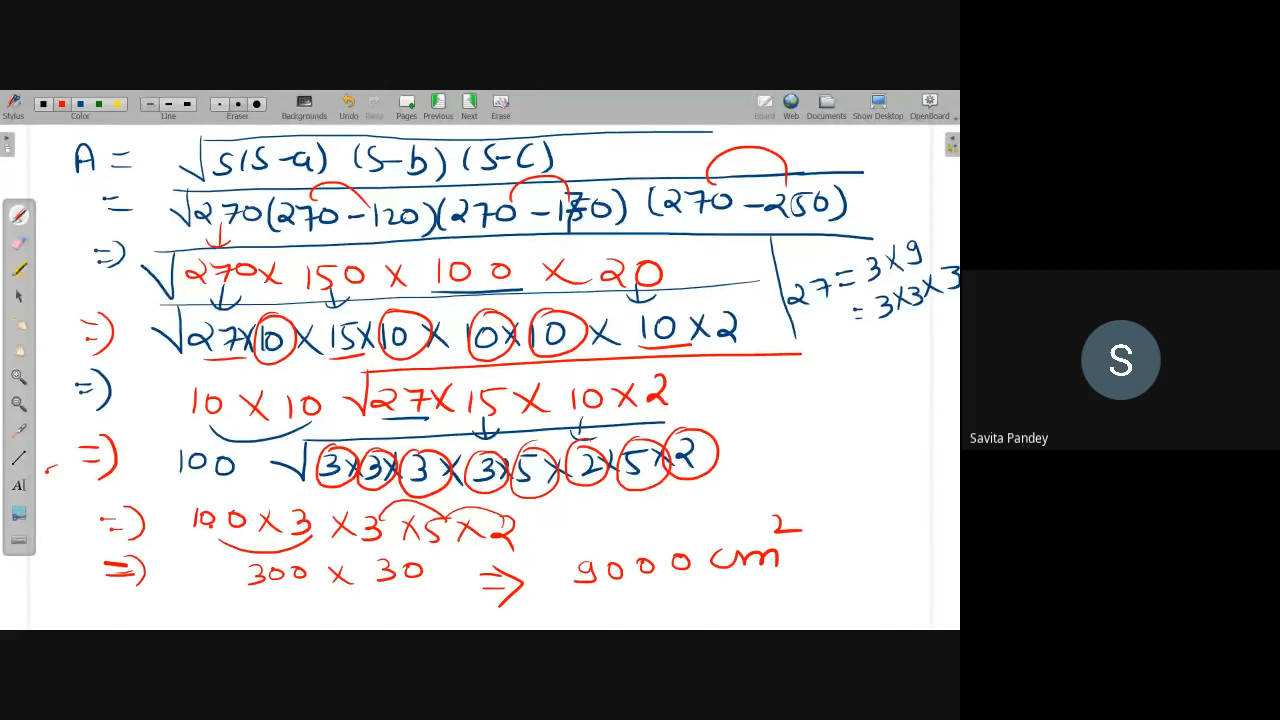 Stylus Color Line Eraser Backgrounds Undo Redo Pages Previous Next Erase Board Web Documents Show Desktop OpenBoard
A = √S(S-a) (S-b) (S-C)
= √270(270-120)(270-170) (270-250)
=) √270 × 150 × 100 × 20
27 = 3×9
= 3×3×3
=) √27×10×15×10× 10×10 × 10×2
=) 10 × 10 √27× 15 × 10×2
=) 100 √3×3×3×3×5×2×5×2
=) 100 × 3 × 3 × 5 × 2
=) 300 × 30 => 9000 cm²
S
Savita Pandey